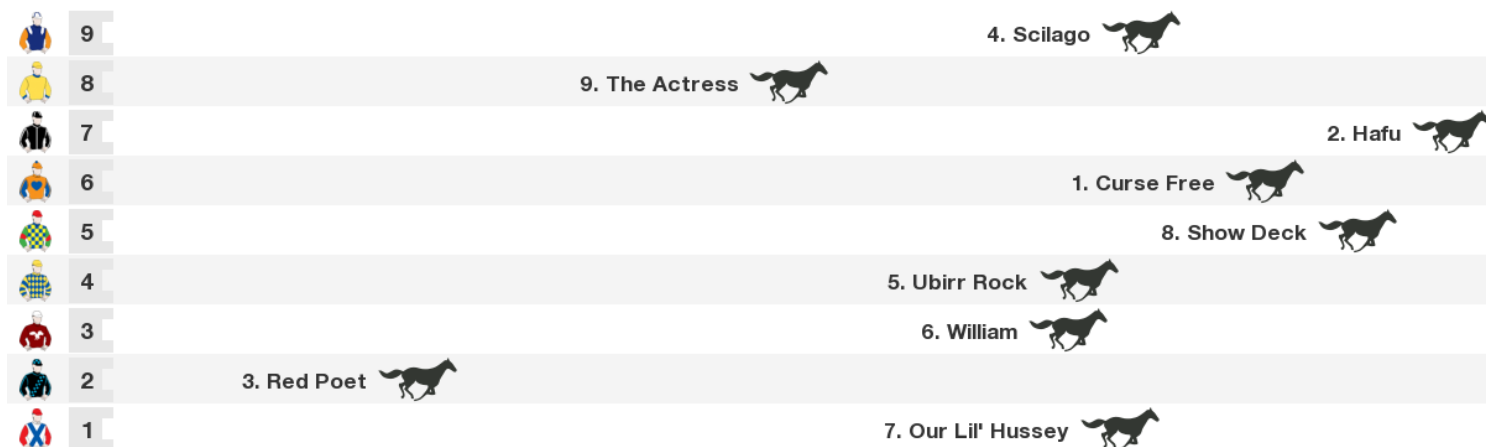 9 4. Scilago
8 9. The Actress
7 2. Hafu
6 1. Curse Free
5 8. Show Deck
4 5. Ubirr Rock
3 6. William
2 3. Red Poet
1 7. Our Lil' Hussey